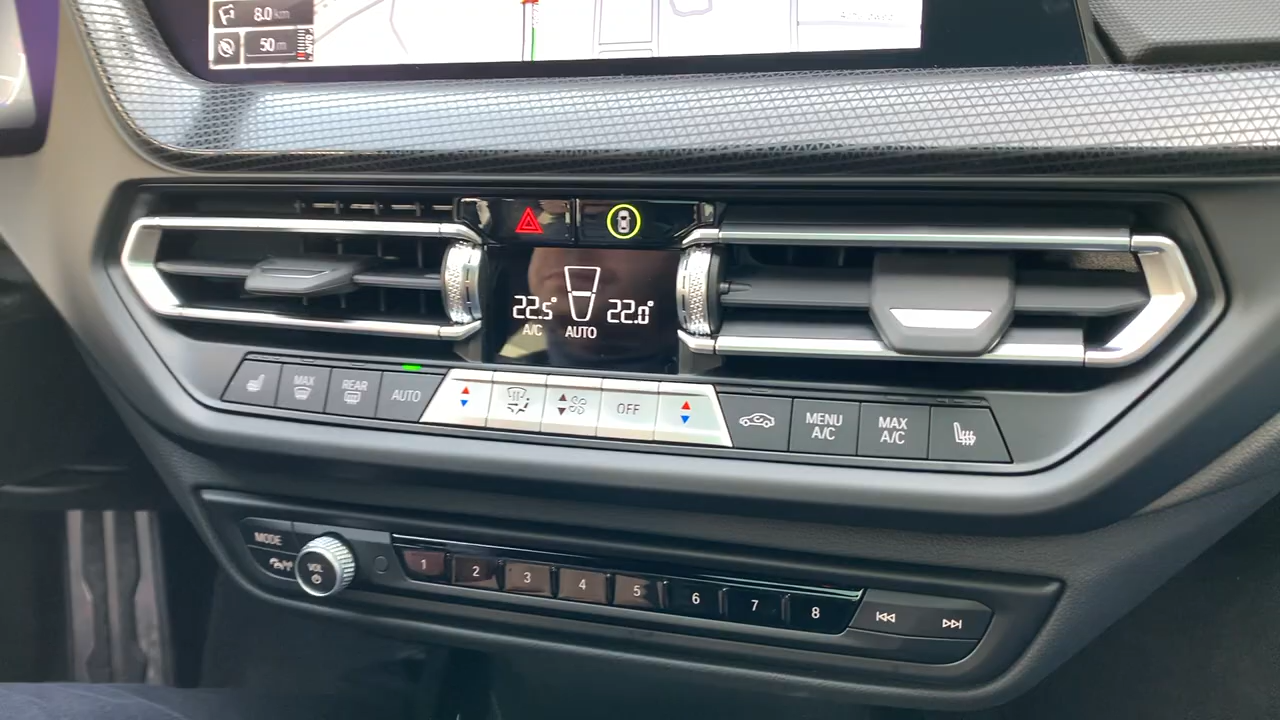 8.0 km
50 m
22.5°
22.0°
A/C
AUTO
MAX
REAR
AUTO
OFF
MENU A/C
MAX A/C
MODE
VOL
1 2 3 4 5 6 7 8